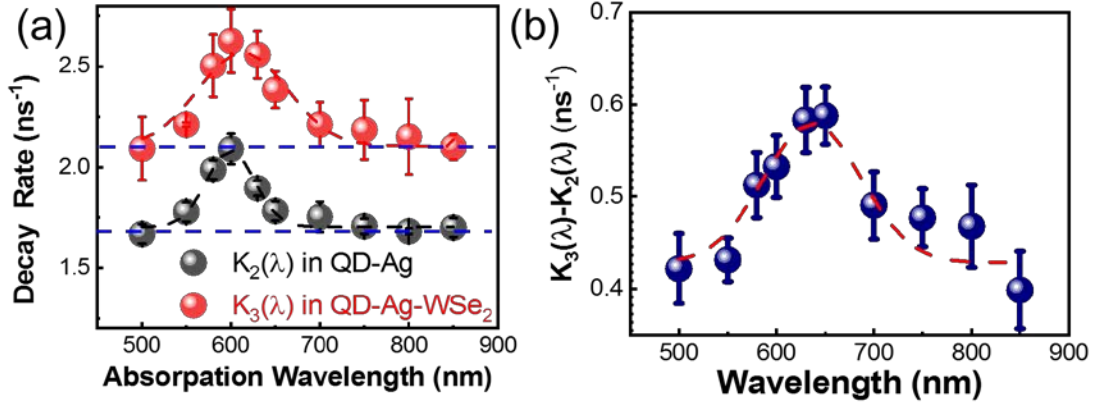 (a)
Decay Rate (ns⁻¹)
2.5
2.0
1.5
K₂(λ) in QD-Ag
K₃(λ) in QD-Ag-WSe₂
500 600 700 800 900
Absorpation Wavelength (nm)
(b)
K₃(λ)-K₂(λ) (ns⁻¹)
0.7
0.6
0.5
0.4
500 600 700 800 900
Wavelength (nm)